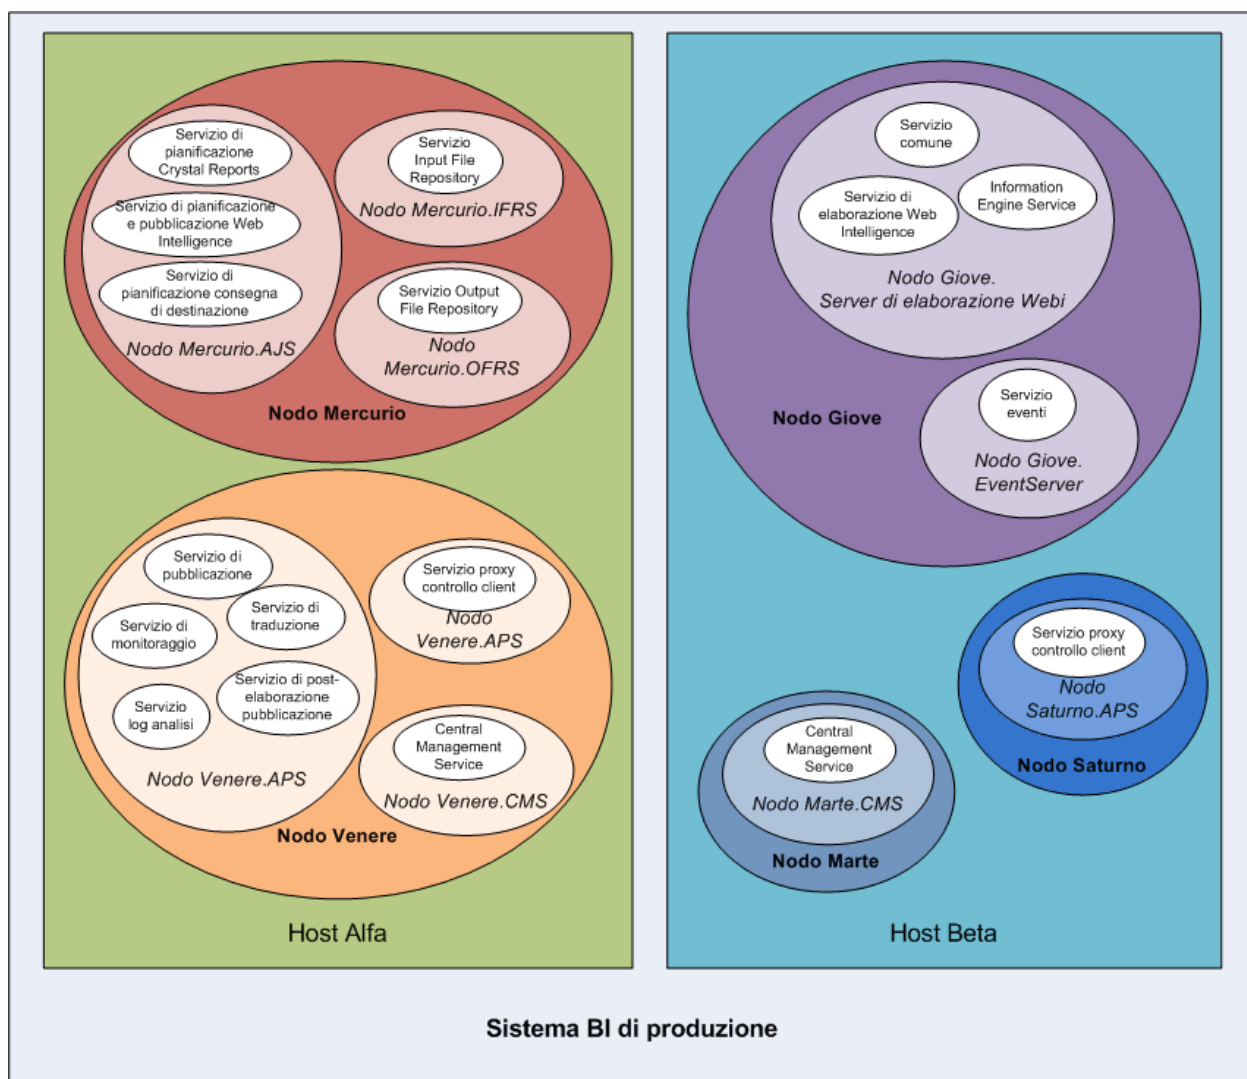 Servizio di
pianificazione
Crystal Reports
Servizio di pianificazione
e pubblicazione Web
Intelligence
Servizio di
pianificazione consegna
di destinazione
Nodo Mercurio.AJS
Servizio
Input File
Repository
Nodo Mercurio.IFRS
Servizio Output
File Repository
Nodo
Mercurio.OFRS
Nodo Mercurio
Servizio di
pubblicazione
Servizio di
traduzione
Servizio di
monitoraggio
Servizio di post-
elaborazione
pubblicazione
Servizio
log analisi
Nodo Venere.APS
Servizio proxy
controllo client
Nodo
Venere.APS
Central
Management
Service
Nodo Venere.CMS
Nodo Venere
Host Alfa
Servizio
comune
Servizio di
elaborazione Web
Intelligence
Information
Engine Service
Nodo Giove.
Server di elaborazione Webi
Nodo Giove
Servizio
eventi
Nodo Giove.
EventServer
Servizio proxy
controllo client
Nodo
Saturno.APS
Nodo Saturno
Central
Management
Service
Nodo Marte.CMS
Nodo Marte
Host Beta
Sistema BI di produzione